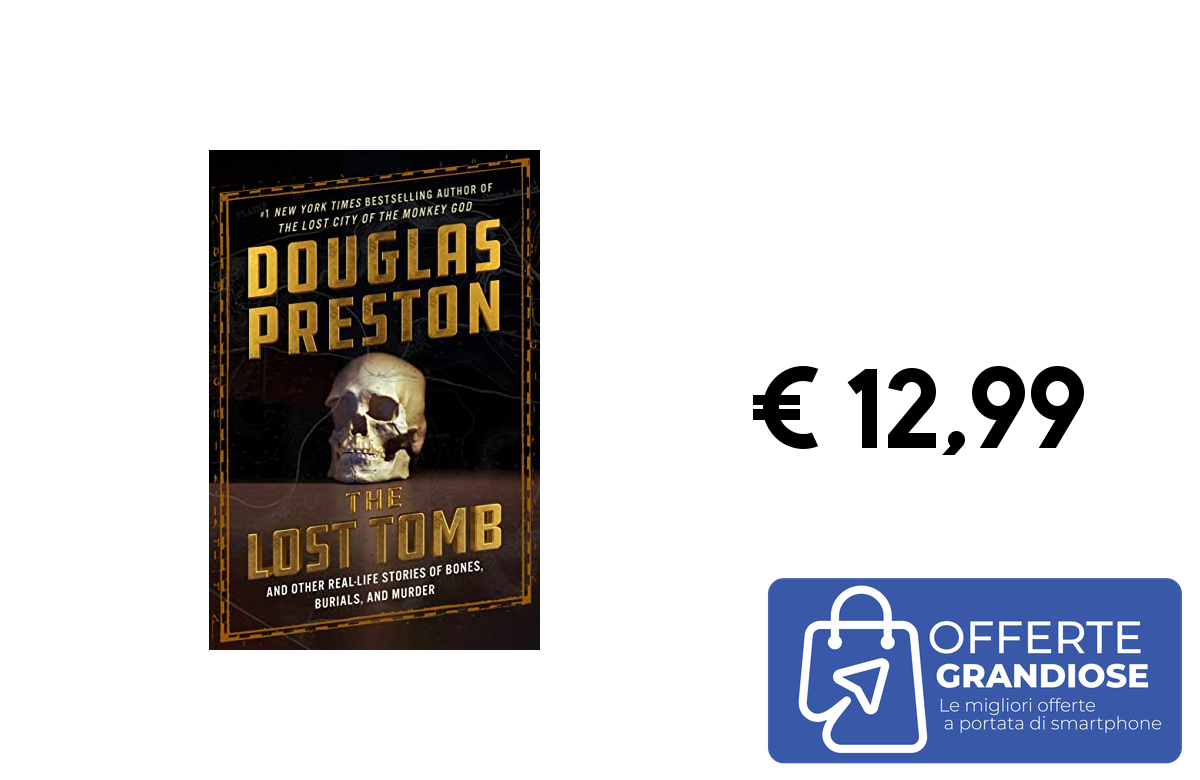 #1 NEW YORK TIMES BESTSELLING AUTHOR OF
THE LOST CITY OF THE MONKEY GOD
DOUGLAS
PRESTON
THE
LOST TOMB
AND OTHER REAL-LIFE STORIES OF BONES,
BURIALS, AND MURDER
€ 12,99
OFFERTE
GRANDIOSE
Le migliori offerte
a portata di smartphone